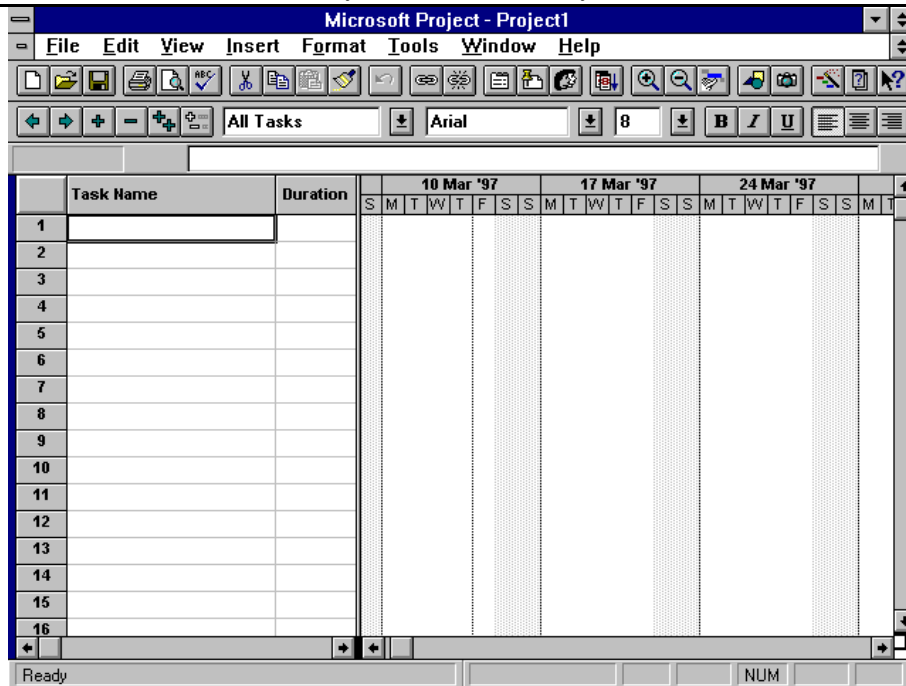 Microsoft Project - Project1
File Edit View Insert Format Tools Window Help
ABC
All Tasks Arial 8 B I U
Task Name Duration 10 Mar '97 17 Mar '97 24 Mar '97
S M T W T F S S M T W T F S S M T W T F S S M T
1
2
3
4
5
6
7
8
9
10
11
12
13
14
15
16
Ready NUM